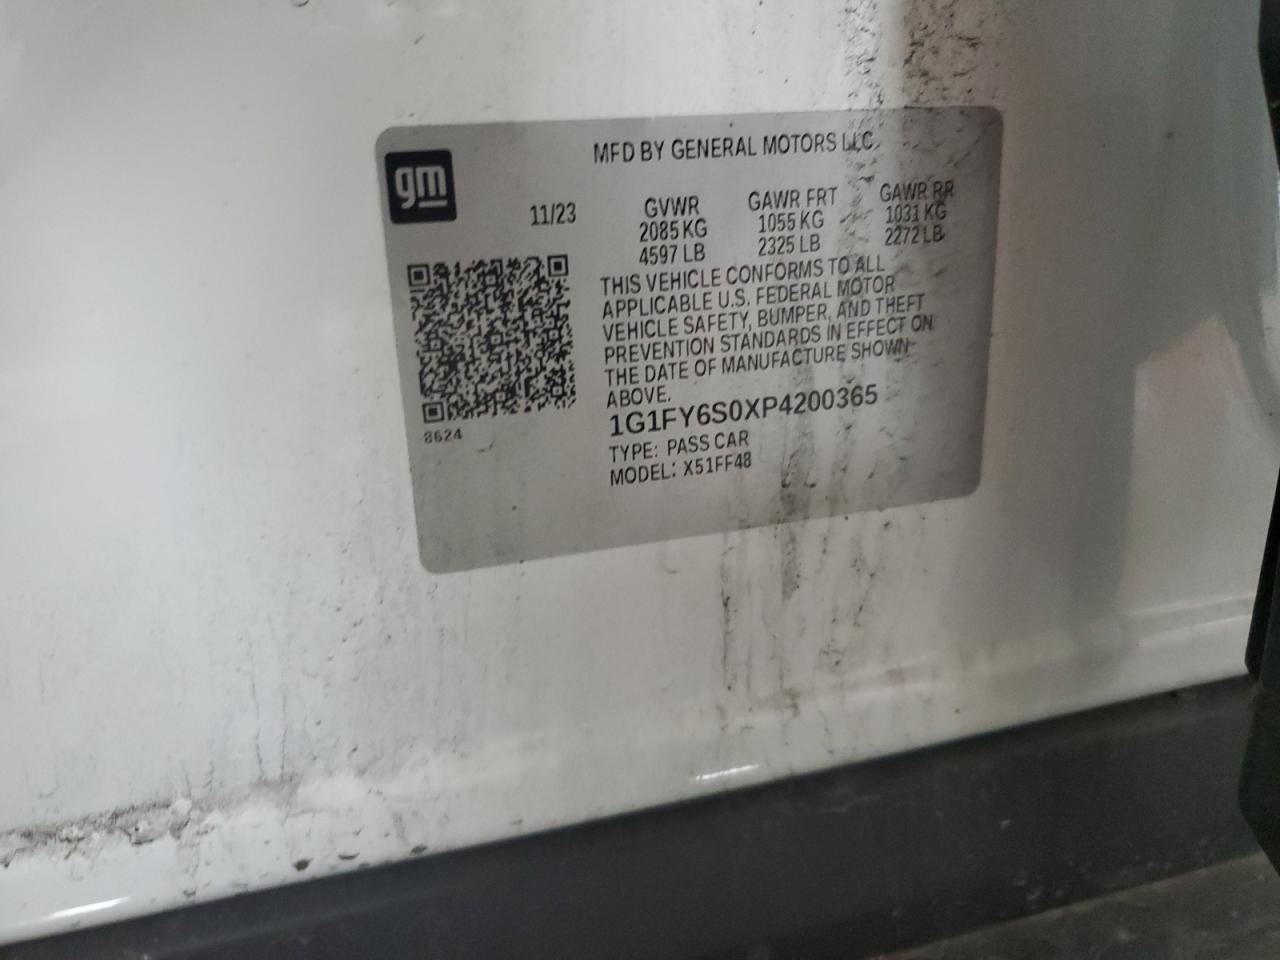 MFD BY GENERAL MOTORS LLC
gm
11/23
GVWR GAWR FRT GAWR RR
2085 KG 1055 KG 1031 KG
4597 LB 2325 LB 2272 LB
THIS VEHICLE CONFORMS TO ALL
APPLICABLE U.S. FEDERAL MOTOR
VEHICLE SAFETY, BUMPER, AND THEFT
PREVENTION STANDARDS IN EFFECT ON
THE DATE OF MANUFACTURE SHOWN
ABOVE.
1G1FY6S0XP4200365
8624
TYPE: PASS CAR
MODEL: X51FF48